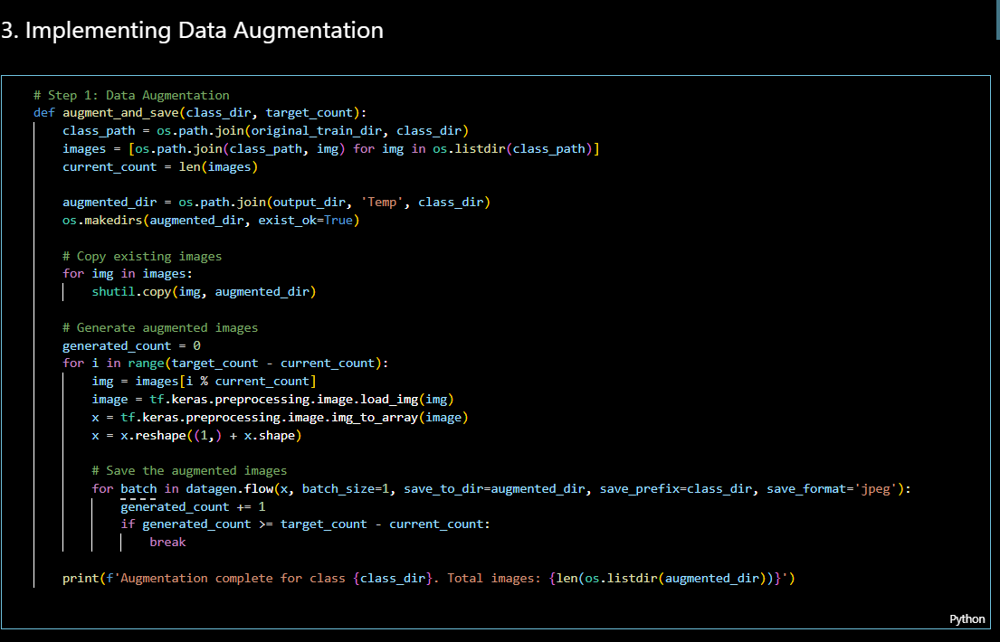 3. Implementing Data Augmentation
# Step 1: Data Augmentation
def augment_and_save(class_dir, target_count):
    class_path = os.path.join(original_train_dir, class_dir)
    images = [os.path.join(class_path, img) for img in os.listdir(class_path)]
    current_count = len(images)

    augmented_dir = os.path.join(output_dir, 'Temp', class_dir)
    os.makedirs(augmented_dir, exist_ok=True)

    # Copy existing images
    for img in images:
        shutil.copy(img, augmented_dir)

    # Generate augmented images
    generated_count = 0
    for i in range(target_count - current_count):
        img = images[i % current_count]
        image = tf.keras.preprocessing.image.load_img(img)
        x = tf.keras.preprocessing.image.img_to_array(image)
        x = x.reshape((1,) + x.shape)

        # Save the augmented images
        for batch in datagen.flow(x, batch_size=1, save_to_dir=augmented_dir, save_prefix=class_dir, save_format='jpeg'):
            generated_count += 1
            if generated_count >= target_count - current_count:
                break

    print(f'Augmentation complete for class {class_dir}. Total images: {len(os.listdir(augmented_dir))}')
Python